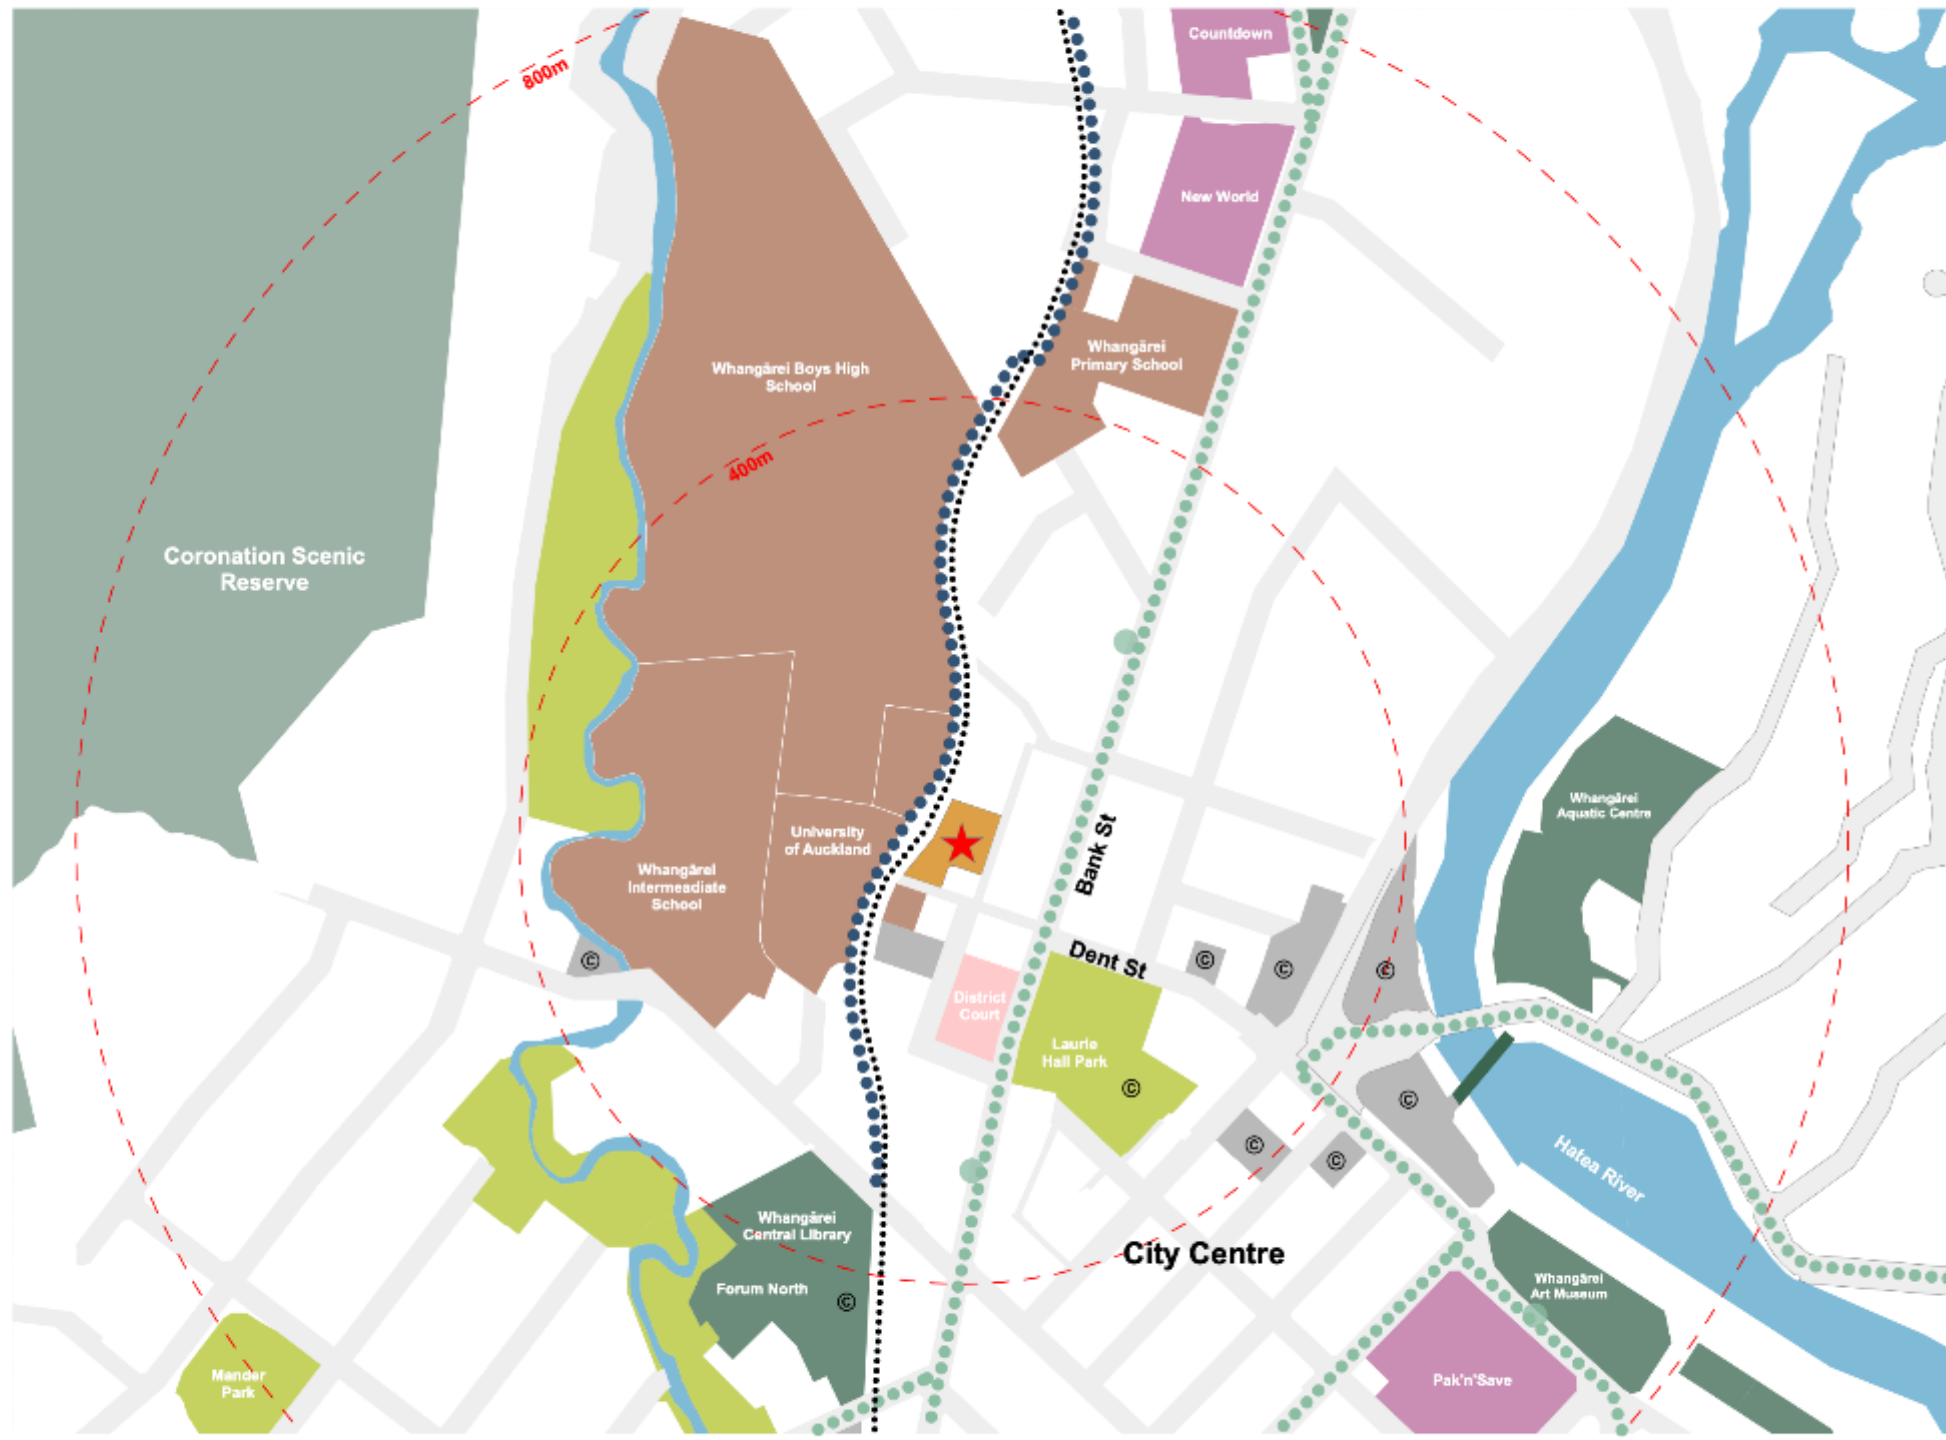 Countdown
800m
New World
Whangārei
Primary School
Whangārei Boys High
School
400m
Coronation Scenic
Reserve
Whangārei
Aquatic Centre
University
of Auckland
Bank St
Whangārei
Intermeadiate
School
©
Dent St
©
©
©
District
Court
Laurie
Hall Park
©
©
©
©
Hatea River
Whangārei
Central Library
City Centre
Forum North
©
Whangārei
Art Museum
Mander
Park
Pak'n'Save